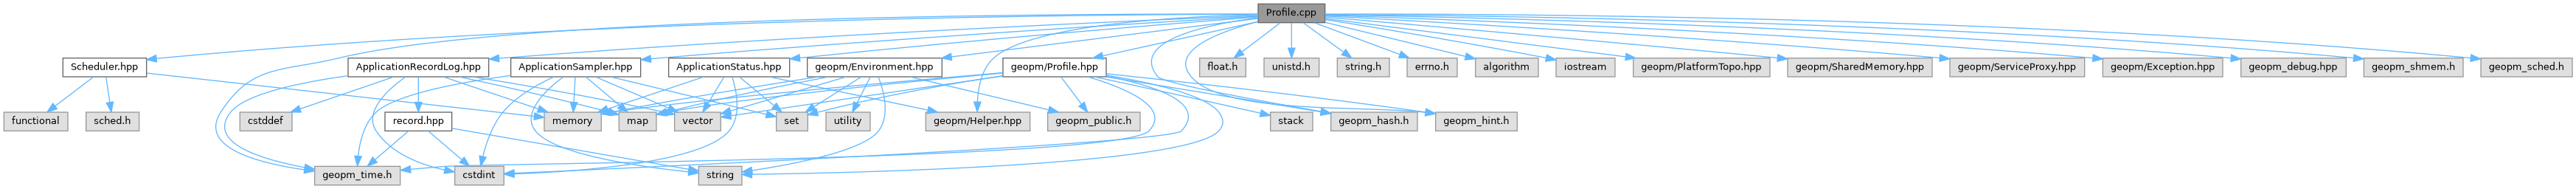 Profile.cpp
Scheduler.hpp
ApplicationRecordLog.hpp
ApplicationSampler.hpp
ApplicationStatus.hpp
geopm/Environment.hpp
geopm/Profile.hpp
float.h
unistd.h
string.h
errno.h
algorithm
iostream
geopm/PlatformTopo.hpp
geopm/SharedMemory.hpp
geopm/ServiceProxy.hpp
geopm/Exception.hpp
geopm_debug.hpp
geopm_shmem.h
geopm_sched.h
functional
sched.h
cstddef
record.hpp
memory
map
vector
set
utility
geopm/Helper.hpp
geopm_public.h
stack
geopm_hash.h
geopm_hint.h
geopm_time.h
cstdint
string